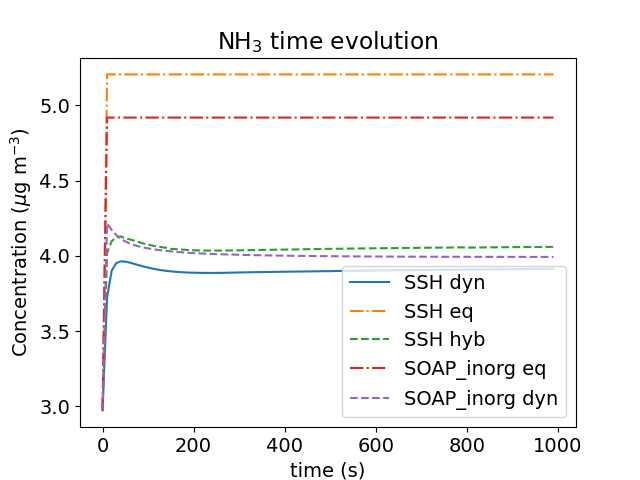 NH₃ time evolution
Concentration (μg m⁻³)
5.0
4.5
4.0
3.5
3.0
SSH dyn
SSH eq
SSH hyb
SOAP_inorg eq
SOAP_inorg dyn
0 200 400 600 800 1000
time (s)